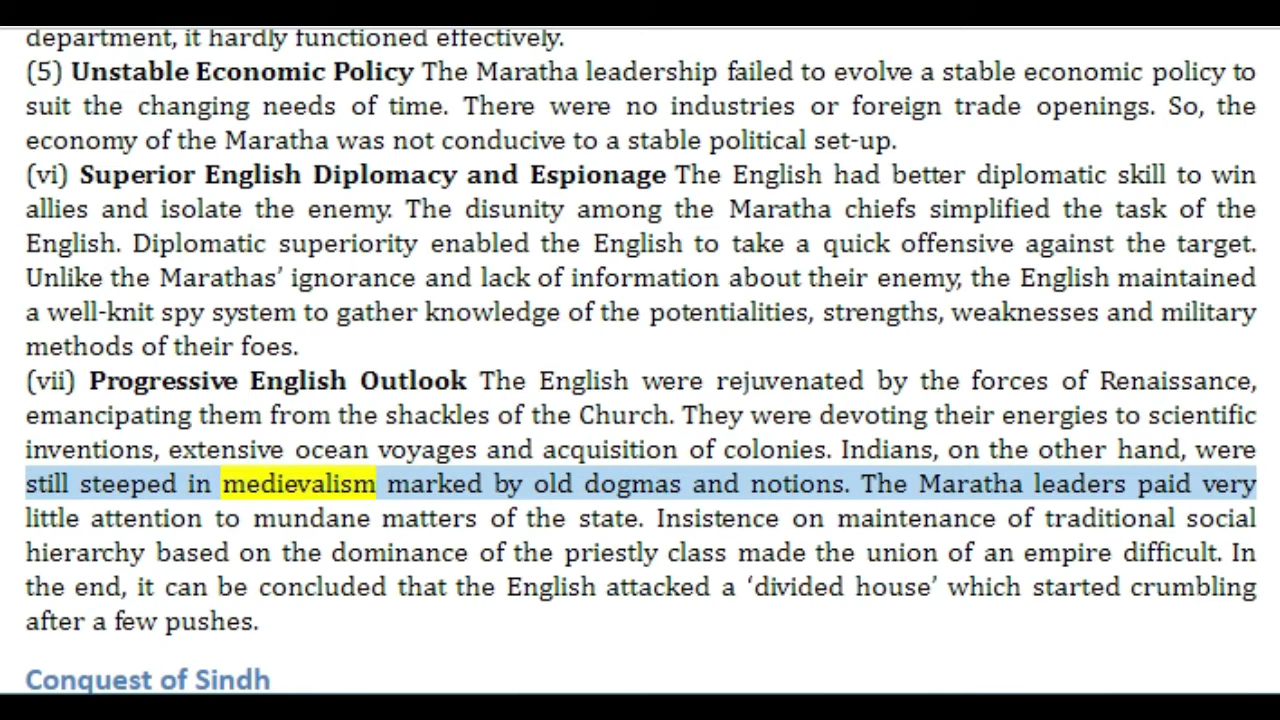 department, it hardly functioned effectively.
(5) Unstable Economic Policy The Maratha leadership failed to evolve a stable economic policy to
suit the changing needs of time. There were no industries or foreign trade openings. So, the
economy of the Maratha was not conducive to a stable political set-up.
(vi) Superior English Diplomacy and Espionage The English had better diplomatic skill to win
allies and isolate the enemy. The disunity among the Maratha chiefs simplified the task of the
English. Diplomatic superiority enabled the English to take a quick offensive against the target.
Unlike the Marathas’ ignorance and lack of information about their enemy, the English maintained
a well-knit spy system to gather knowledge of the potentialities, strengths, weaknesses and military
methods of their foes.
(vii) Progressive English Outlook The English were rejuvenated by the forces of Renaissance,
emancipating them from the shackles of the Church. They were devoting their energies to scientific
inventions, extensive ocean voyages and acquisition of colonies. Indians, on the other hand, were
still steeped in medievalism marked by old dogmas and notions. The Maratha leaders paid very
little attention to mundane matters of the state. Insistence on maintenance of traditional social
hierarchy based on the dominance of the priestly class made the union of an empire difficult. In
the end, it can be concluded that the English attacked a ‘divided house’ which started crumbling
after a few pushes.
Conquest of Sindh